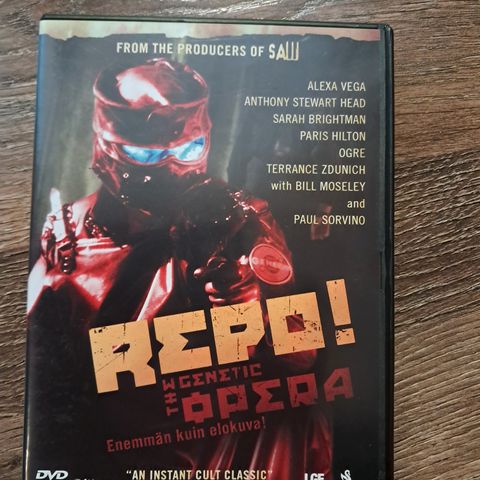 FROM THE PRODUCERS OF SAW
ALEXA VEGA
ANTHONY STEWART HEAD
SARAH BRIGHTMAN
PARIS HILTON
OGRE
TERRANCE ZDUNICH
with BILL MOSELEY
and
PAUL SORVINO
REPO!
THE GENETIC
OPERA
Enemmän kuin elokuva!
DVD
"AN INSTANT CULT CLASSIC"